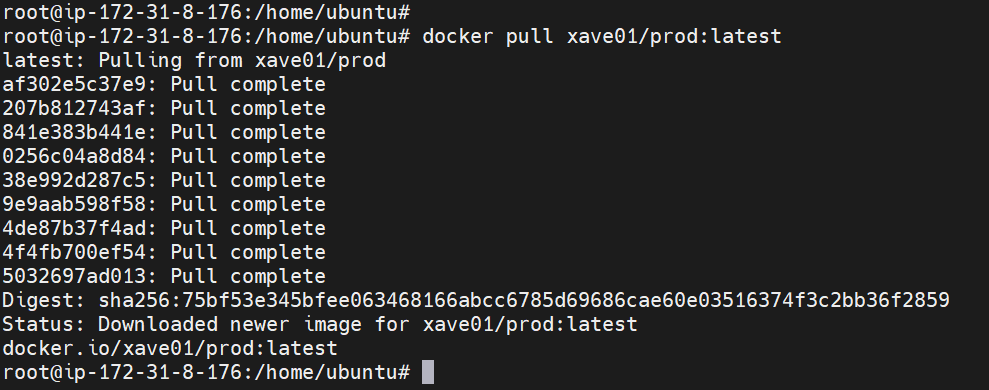 root@ip-172-31-8-176:/home/ubuntu#
root@ip-172-31-8-176:/home/ubuntu# docker pull xave01/prod:latest
latest: Pulling from xave01/prod
af302e5c37e9: Pull complete
207b812743af: Pull complete
841e383b441e: Pull complete
0256c04a8d84: Pull complete
38e992d287c5: Pull complete
9e9aab598f58: Pull complete
4de87b37f4ad: Pull complete
4f4fb700ef54: Pull complete
5032697ad013: Pull complete
Digest: sha256:75bf53e345bfee063468166abcc6785d69686cae60e03516374f3c2bb36f2859
Status: Downloaded newer image for xave01/prod:latest
docker.io/xave01/prod:latest
root@ip-172-31-8-176:/home/ubuntu#